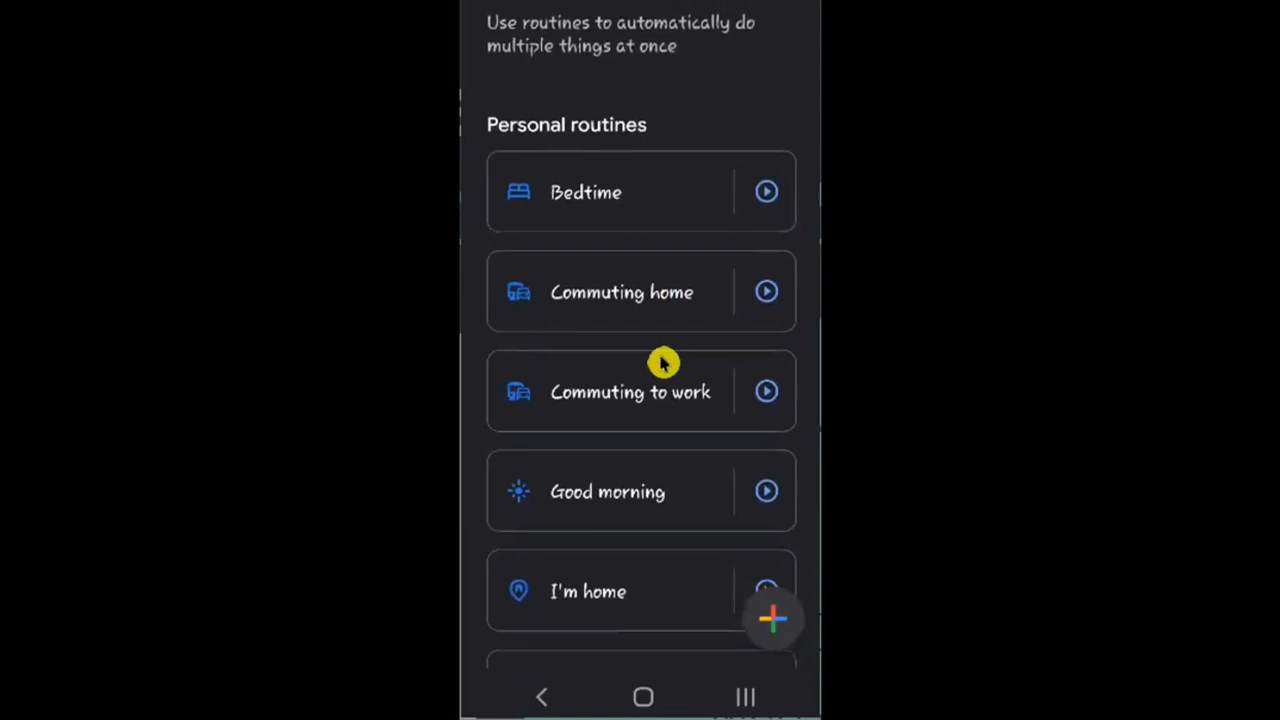 Use routines to automatically do
multiple things at once
Personal routines
Bedtime
Commuting home
Commuting to work
Good morning
I'm home